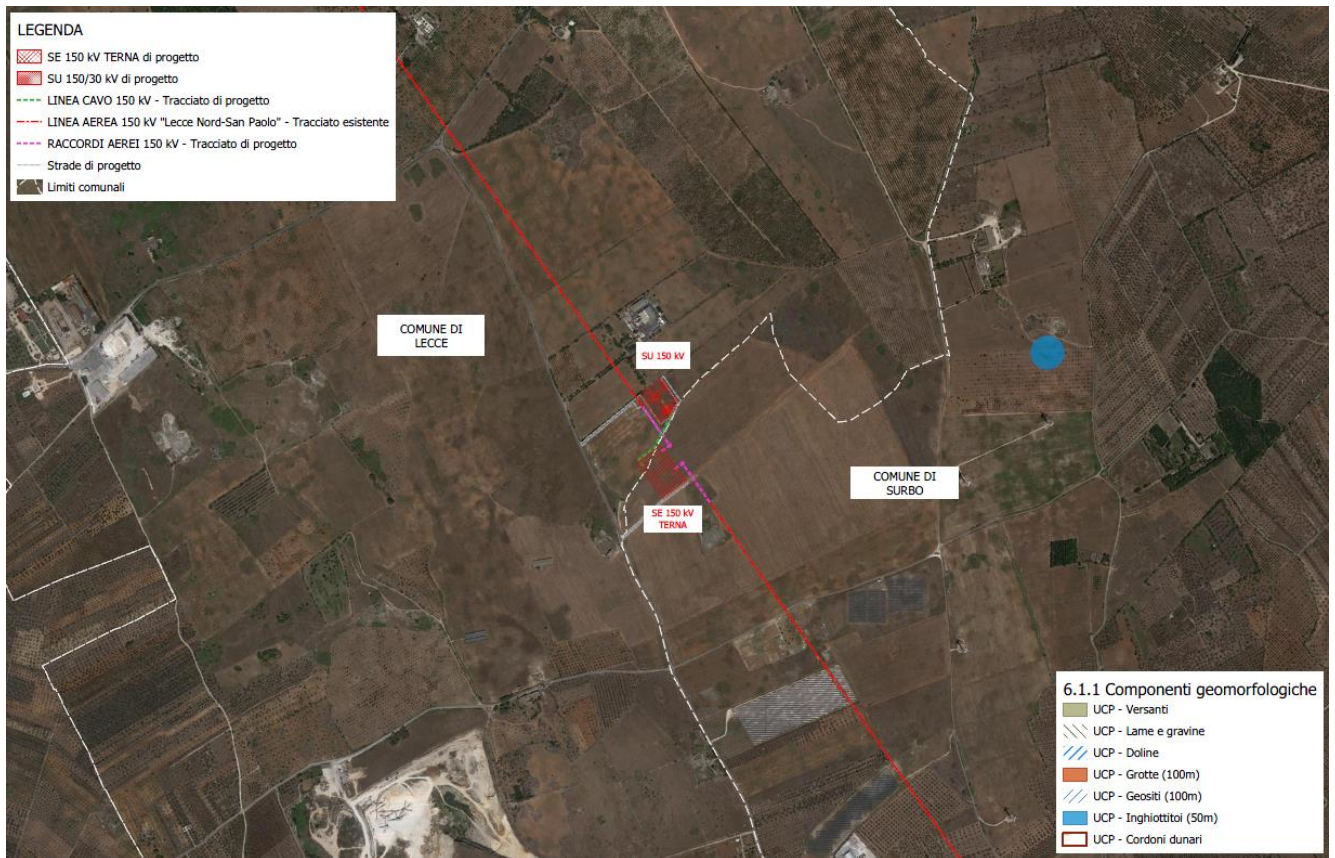 LEGENDA
SE 150 kV TERNA di progetto
SU 150/30 kV di progetto
LINEA CAVO 150 kV - Tracciato di progetto
LINEA AEREA 150 kV "Lecce Nord-San Paolo" - Tracciato esistente
RACCORDI AEREI 150 kV - Tracciato di progetto
Strade di progetto
Limiti comunali
COMUNE DI
LECCE
SU 150 kV
COMUNE DI
SURBO
SE 150 kV
TERNA
6.1.1 Componenti geomorfologiche
UCP - Versanti
UCP - Lame e gravine
UCP - Doline
UCP - Grotte (100m)
UCP - Geositi (100m)
UCP - Inghiottitoi (50m)
UCP - Cordoni dunari